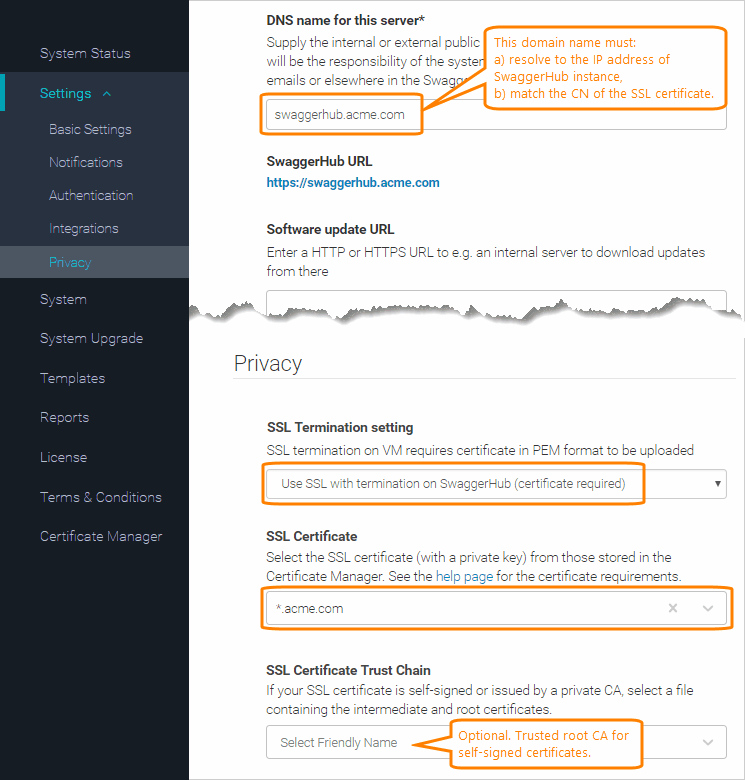 System Status
Settings
Basic Settings
Notifications
Authentication
Integrations
Privacy
System
System Upgrade
Templates
Reports
License
Terms & Conditions
Certificate Manager
DNS name for this server*
Supply the internal or external public
will be the responsibility of the system
emails or elsewhere in the Swagge
This domain name must:
a) resolve to the IP address of
SwaggerHub instance,
b) match the CN of the SSL certificate.
swaggerhub.acme.com
SwaggerHub URL
https://swaggerhub.acme.com
Software update URL
Enter a HTTP or HTTPS URL to e.g. an internal server to download updates
from there
Privacy
SSL Termination setting
SSL termination on VM requires certificate in PEM format to be uploaded
Use SSL with termination on SwaggerHub (certificate required)
SSL Certificate
Select the SSL certificate (with a private key) from those stored in the
Certificate Manager. See the help page for the certificate requirements.
*.acme.com
SSL Certificate Trust Chain
If your SSL certificate is self-signed or issued by a private CA, select a file
containing the intermediate and root certificates.
Select Friendly Name
Optional. Trusted root CA for
self-signed certificates.